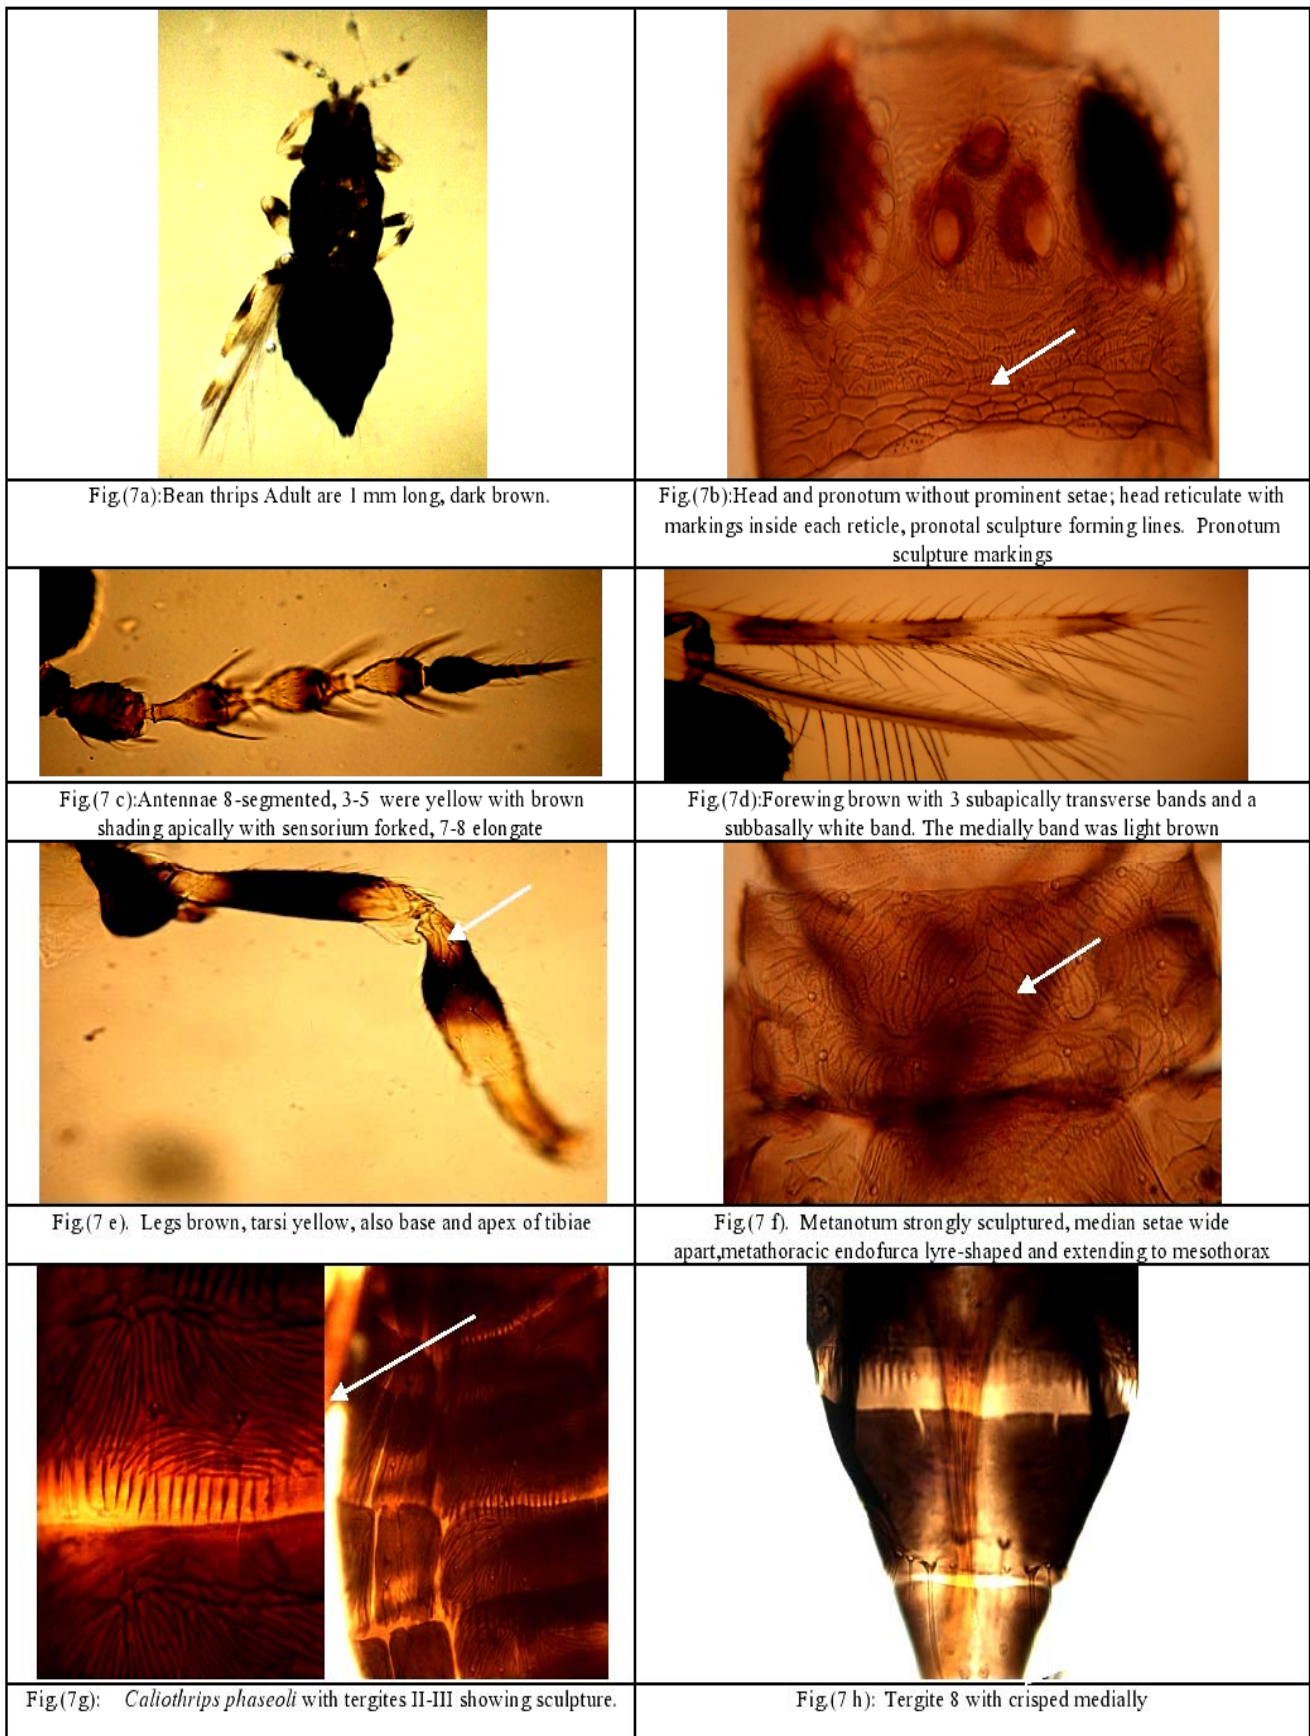 Fig.(7a):Bean thrips Adult are 1 mm long, dark brown.
Fig.(7b):Head and pronotum without prominent setae; head reticulate with
markings inside each reticle, pronotal sculpture forming lines. Pronotum
sculpture markings
Fig.(7 c):Antennae 8-segmented, 3-5 were yellow with brown
shading apically with sensorium forked, 7-8 elongate
Fig.(7d):Forewing brown with 3 subapically transverse bands and a
subbasally white band. The medially band was light brown
Fig.(7 e). Legs brown, tarsi yellow, also base and apex of tibiae
Fig.(7 f). Metanotum strongly sculptured, median setae wide
apart,metathoracic endofurca lyre-shaped and extending to mesothorax
Fig.(7g): Caliothrips phaseoli with tergites II-III showing sculpture.
Fig.(7 h): Tergite 8 with crisped medially